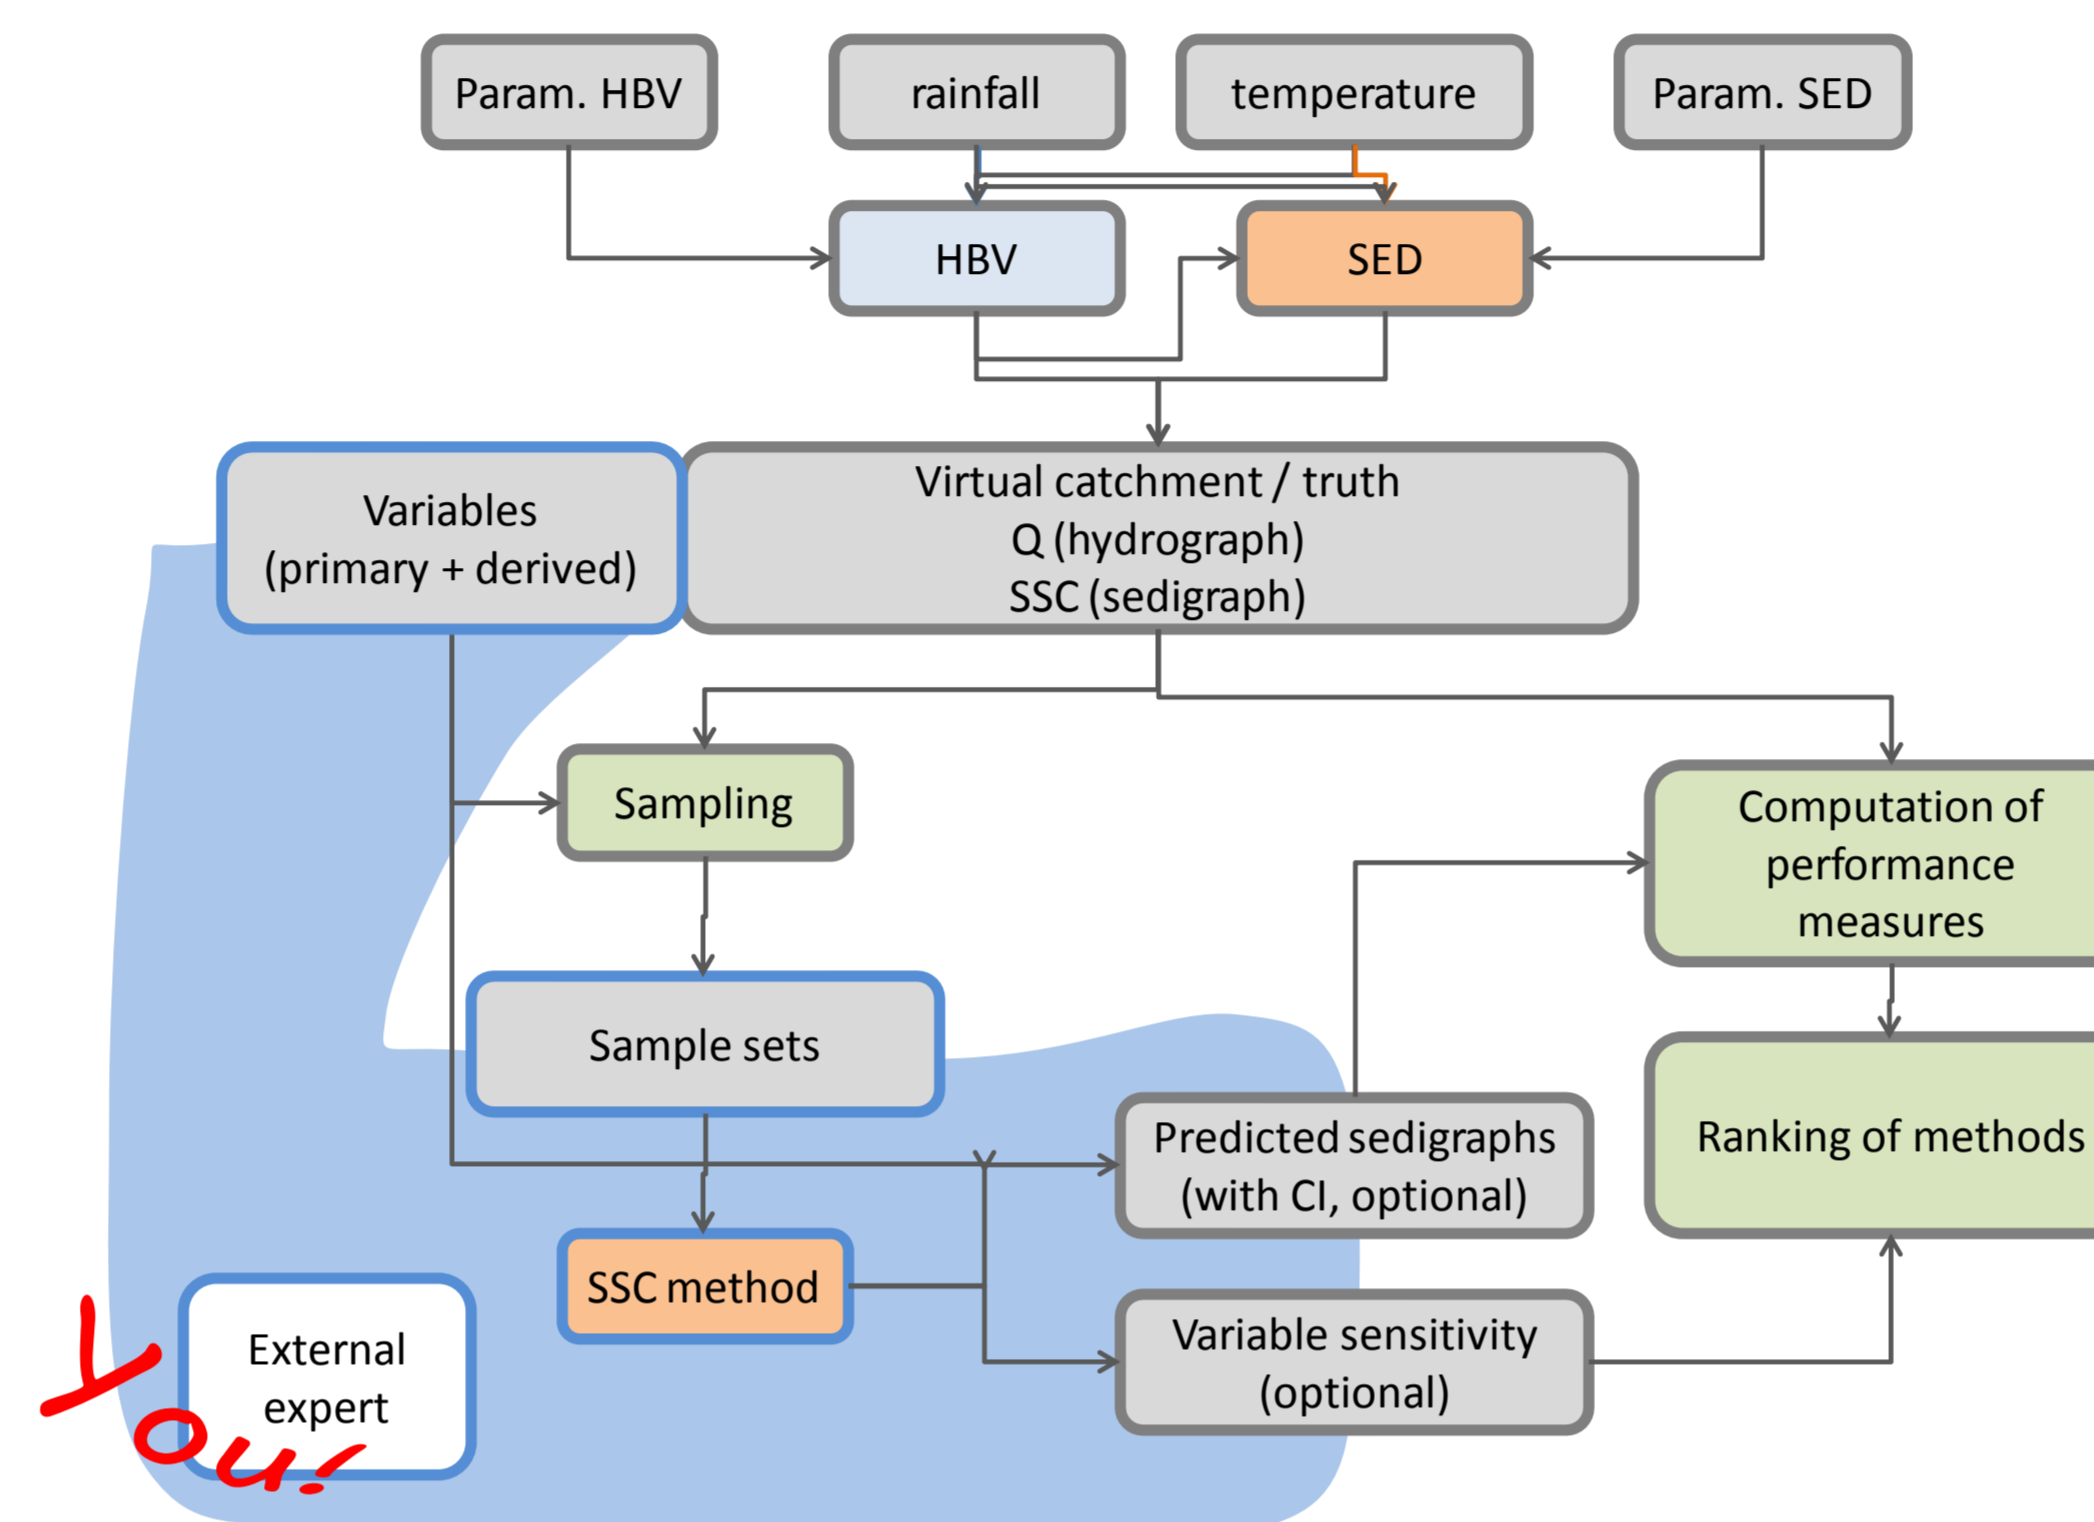 Param. HBV
rainfall
temperature
Param. SED
HBV
SED
Variables
(primary + derived)
Virtual catchment / truth
Q (hydrograph)
SSC (sedigraph)
Sampling
Computation of
performance
measures
Sample sets
Predicted sedigraphs
(with CI, optional)
Ranking of methods
SSC method
Variable sensitivity
(optional)
External
expert
You!